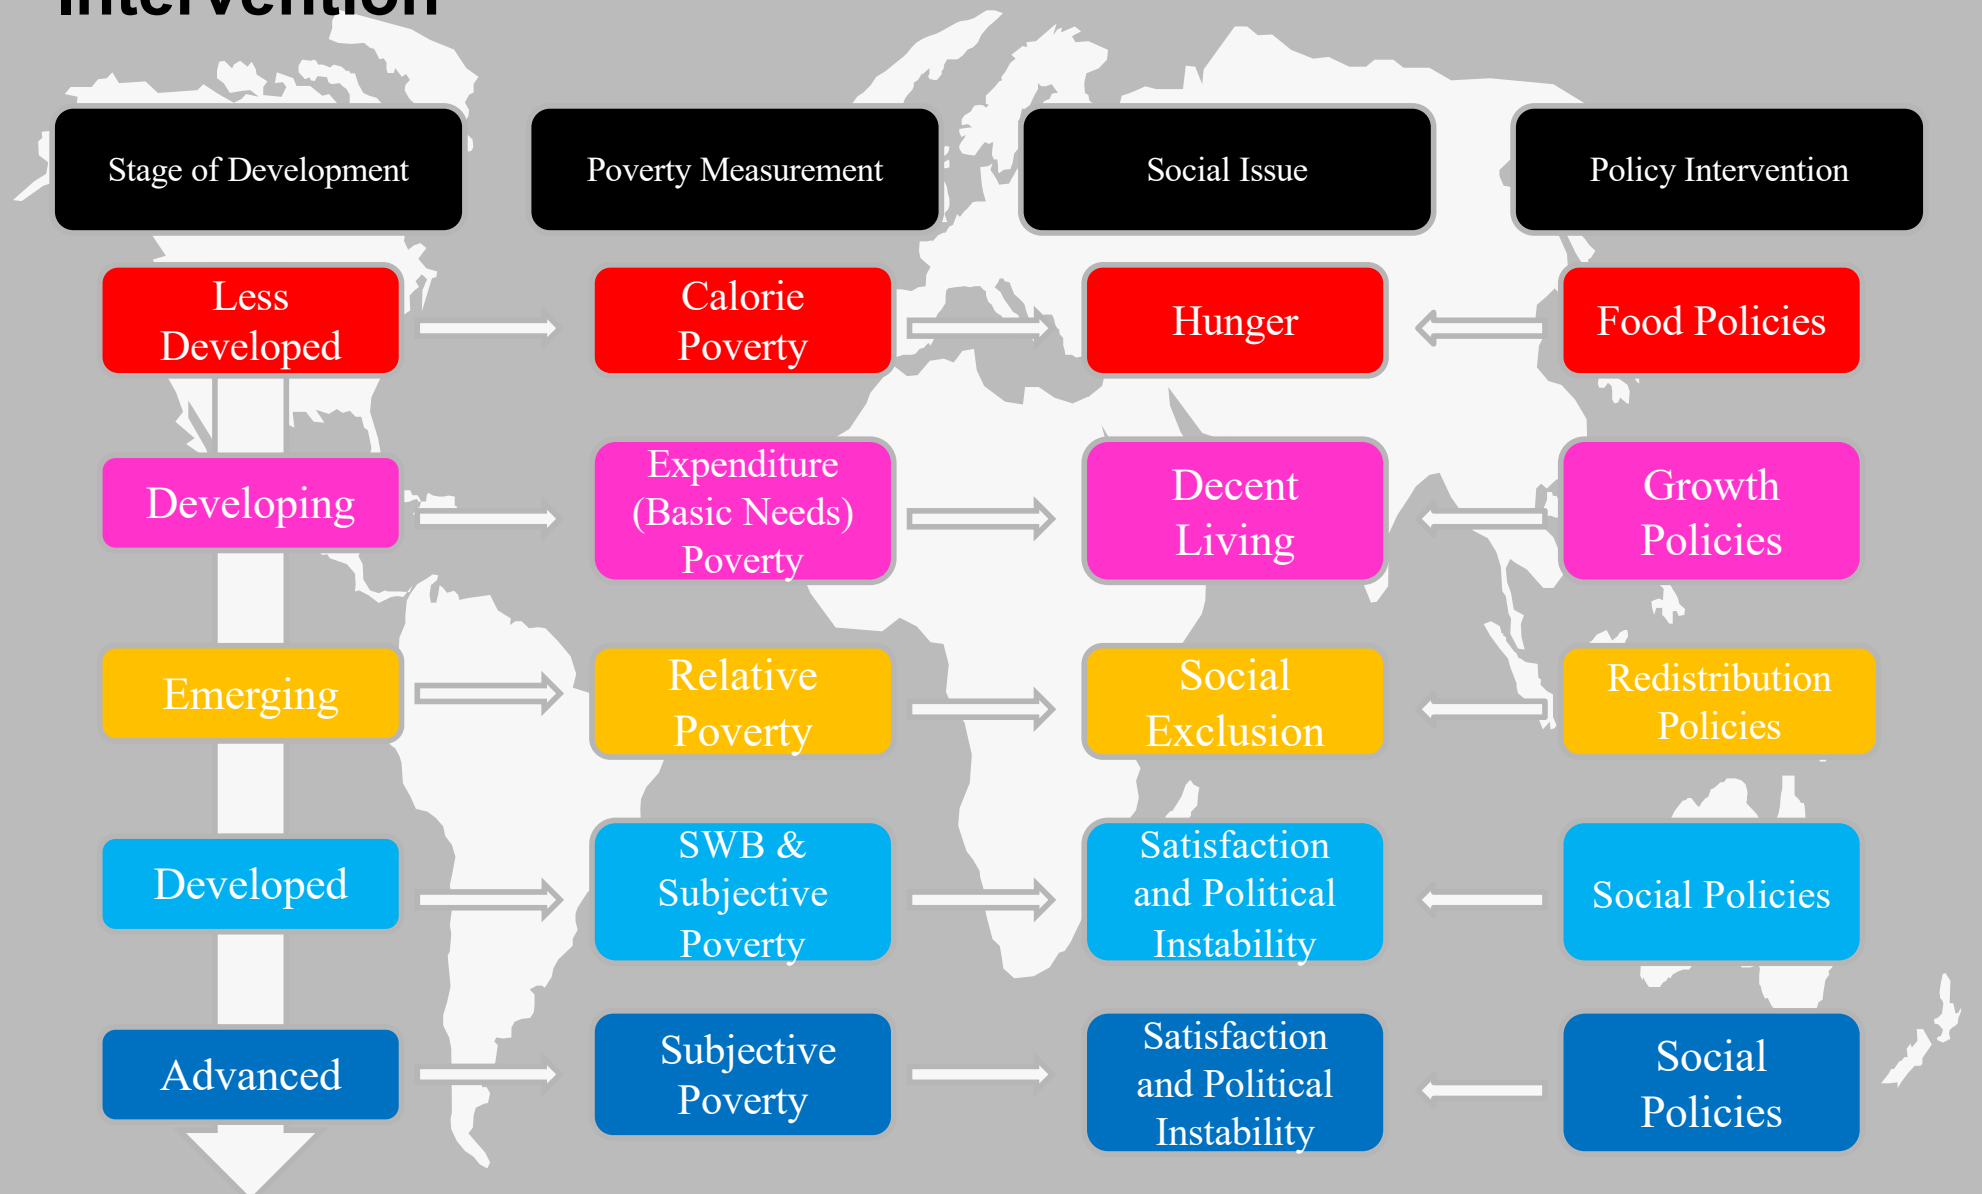 Intervention
Stage of Development
Poverty Measurement
Social Issue
Policy Intervention
Less
Developed
Calorie
Poverty
Hunger
Food Policies
Developing
Expenditure
(Basic Needs)
Poverty
Decent
Living
Growth
Policies
Emerging
Relative
Poverty
Social
Exclusion
Redistribution
Policies
Developed
SWB &
Subjective
Poverty
Satisfaction
and Political
Instability
Social Policies
Advanced
Subjective
Poverty
Satisfaction
and Political
Instability
Social
Policies